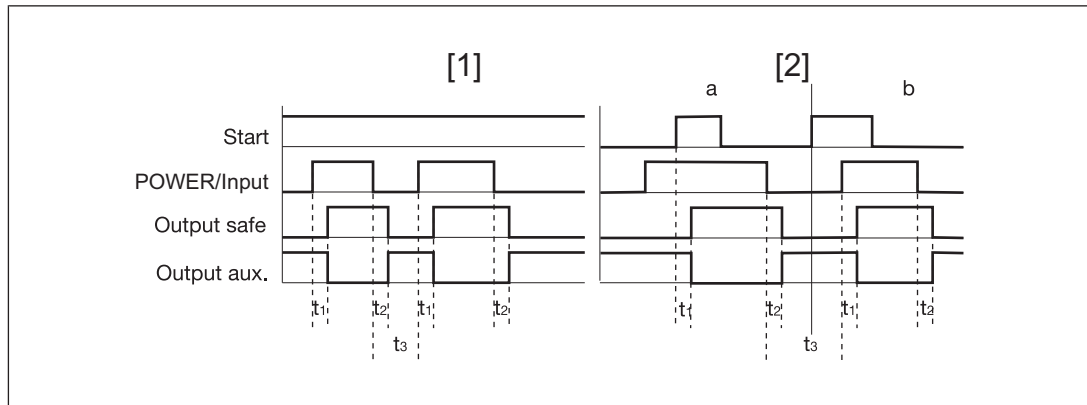 [1] [2]
a b
Start
POWER/Input
Output safe
Output aux.
t1 t2 t1 t2 t1 t2 t1 t2
t3 t3